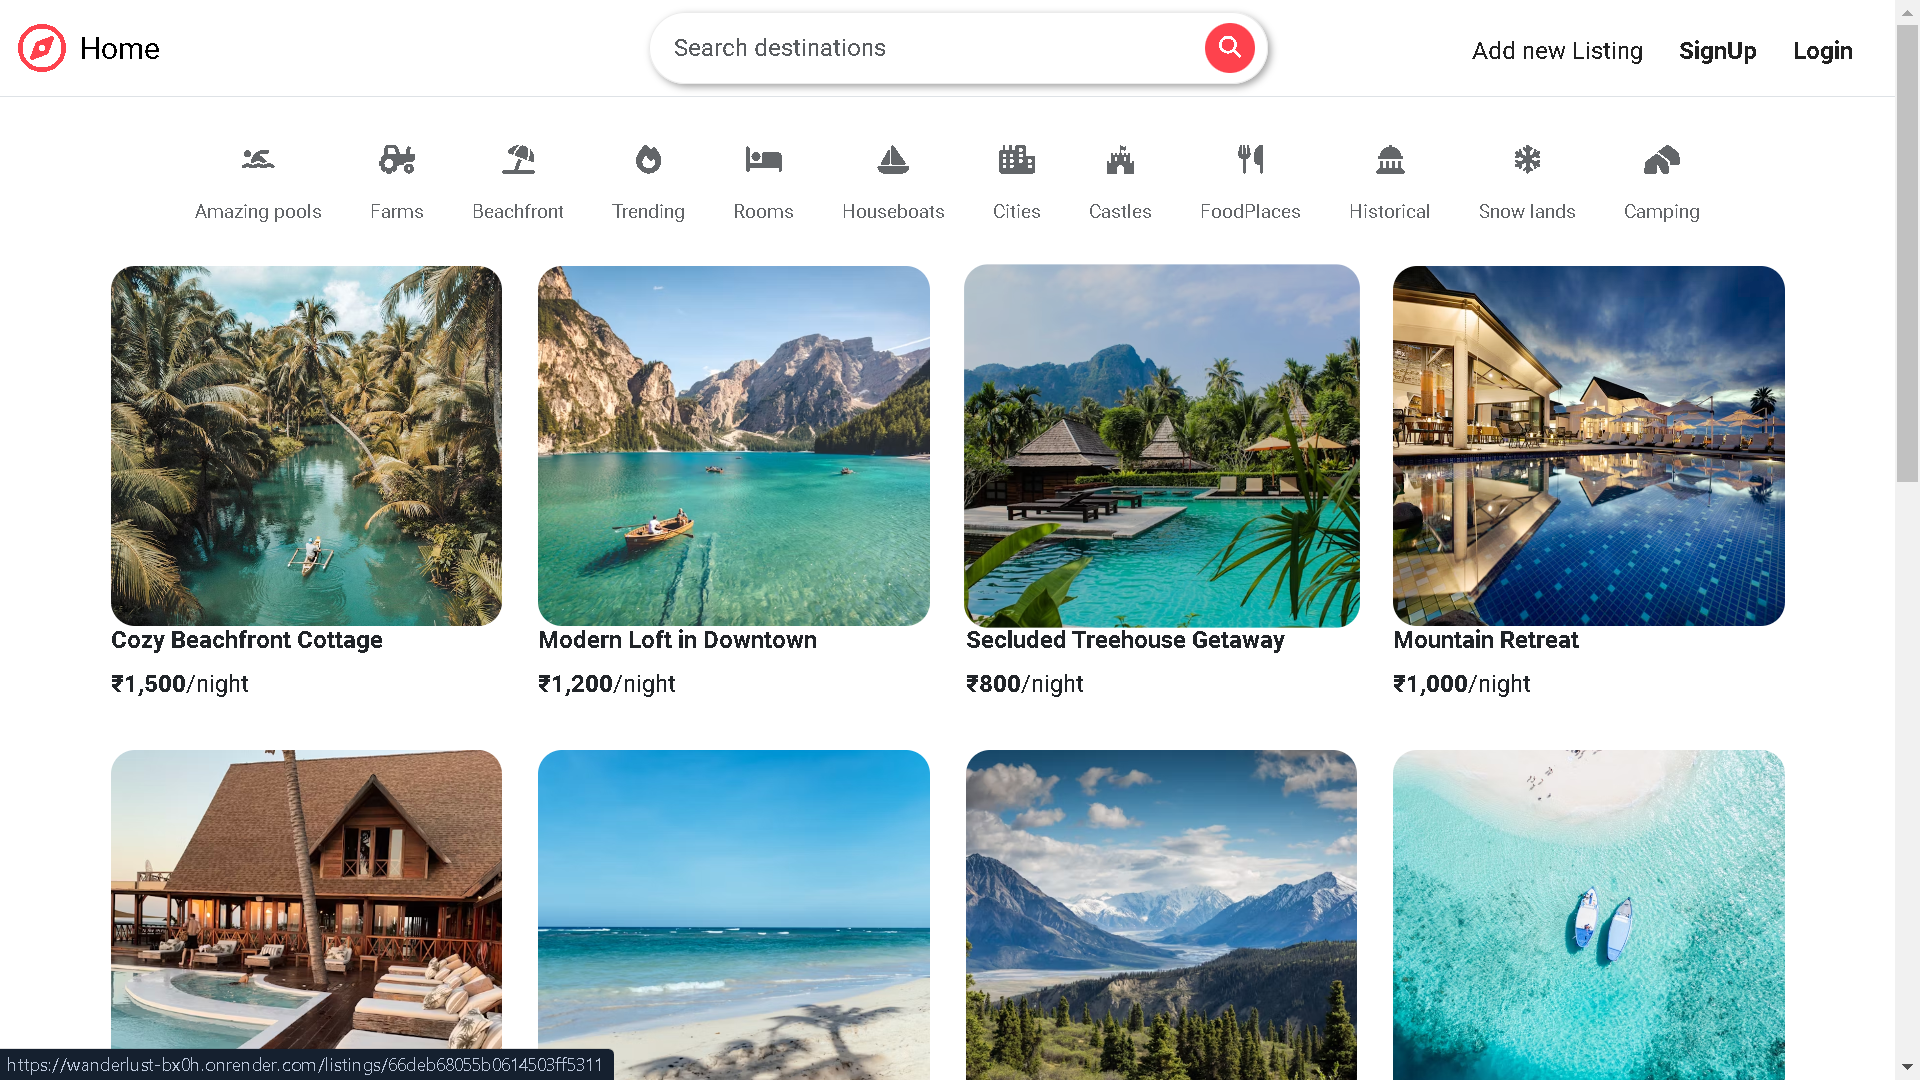 Home
Search destinations
Add new Listing
SignUp
Login
Amazing pools
Farms
Beachfront
Trending
Rooms
Houseboats
Cities
Castles
FoodPlaces
Historical
Snow lands
Camping
Cozy Beachfront Cottage
₹1,500/night
Modern Loft in Downtown
₹1,200/night
Secluded Treehouse Getaway
₹800/night
Mountain Retreat
₹1,000/night
https://wanderlust-bx0h.onrender.com/listings/66deb68055b0614503ff5311